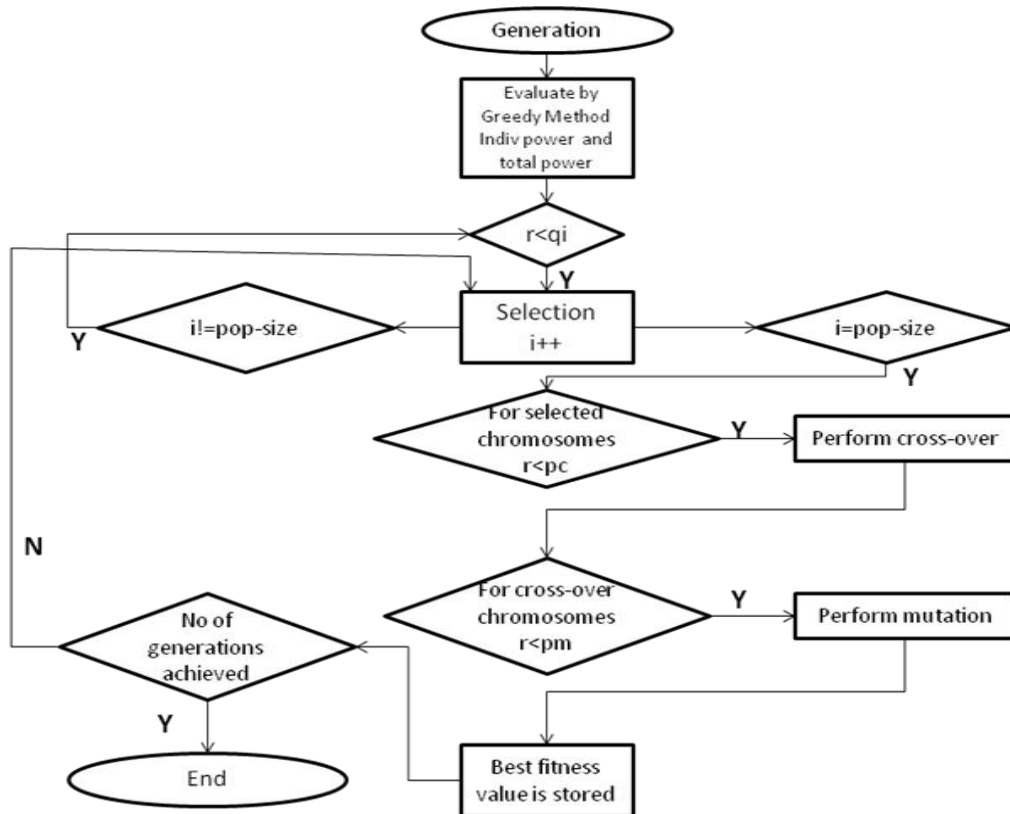 Generation
Evaluate by
Greedy Method
Indiv power and
total power
r<qi
Y
Selection
i++
i!=pop-size
Y
i=pop-size
Y
For selected
chromosomes
r<pc
Y
Perform cross-over
N
For cross-over
chromosomes
r<pm
Y
Perform mutation
No of
generations
achieved
Y
End
Best fitness
value is stored